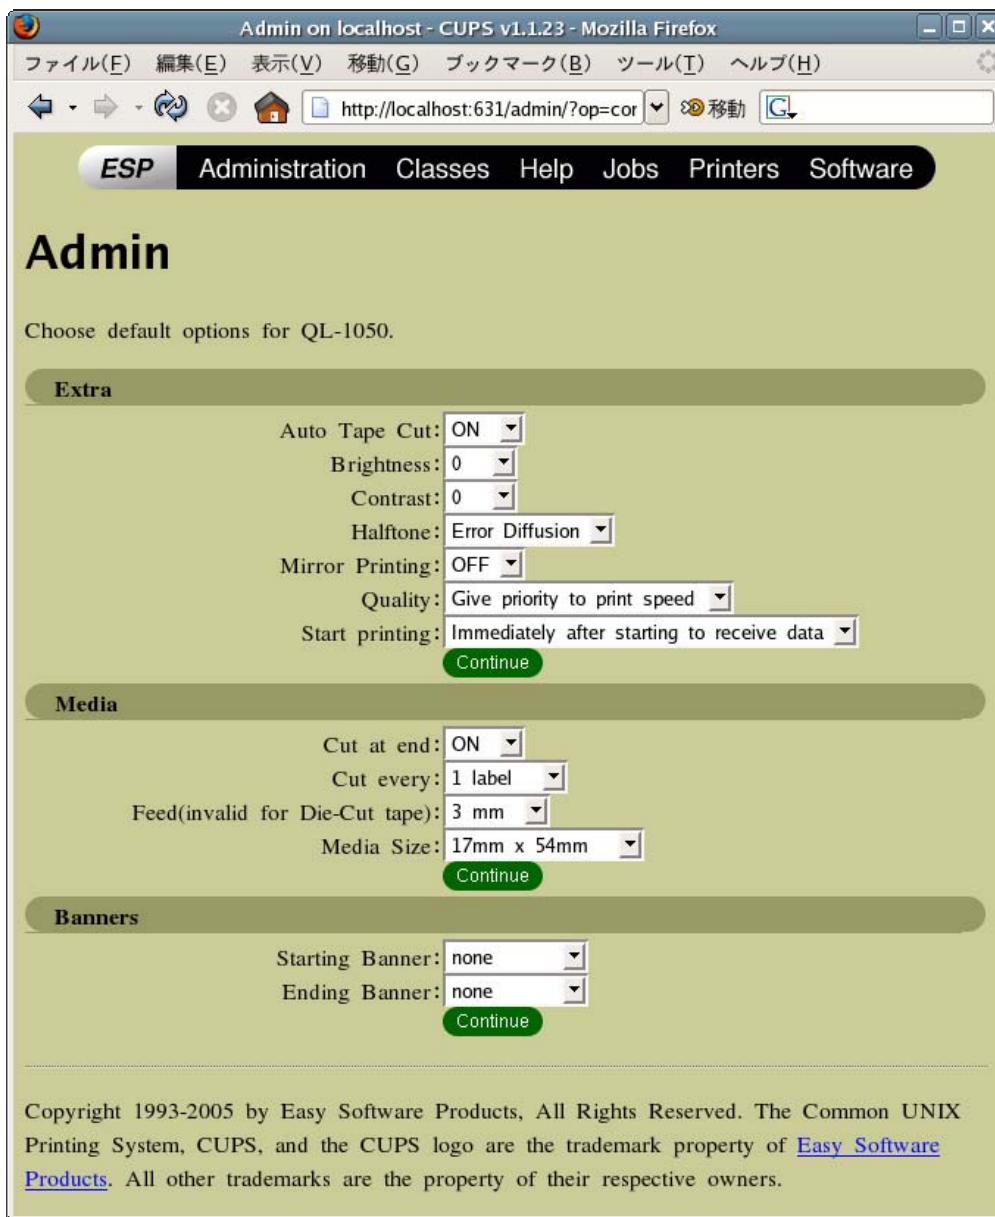 Admin on localhost - CUPS v1.1.23 - Mozilla Firefox
ファイル(F) 編集(E) 表示(V) 移動(G) ブックマーク(B) ツール(T) ヘルプ(H)
http://localhost:631/admin/?op=cor 移動 G
ESP Administration Classes Help Jobs Printers Software
Admin
Choose default options for QL-1050.
Extra
Auto Tape Cut: ON
Brightness: 0
Contrast: 0
Halftone: Error Diffusion
Mirror Printing: OFF
Quality: Give priority to print speed
Start printing: Immediately after starting to receive data
Continue
Media
Cut at end: ON
Cut every: 1 label
Feed(invalid for Die-Cut tape): 3 mm
Media Size: 17mm x 54mm
Continue
Banners
Starting Banner: none
Ending Banner: none
Continue
Copyright 1993-2005 by Easy Software Products, All Rights Reserved. The Common UNIX
Printing System, CUPS, and the CUPS logo are the trademark property of Easy Software
Products. All other trademarks are the property of their respective owners.